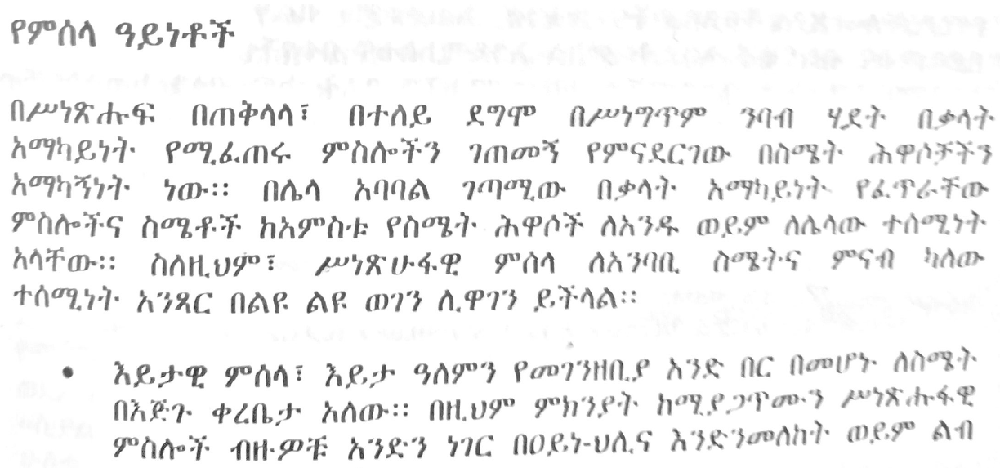 የምሰላ ዓይነቶች
በሥነጽሑፍ በጠቅላላ፣ በተለይ ደግሞ በሥነግጥም ንባብ ሂደት በቃላት
አማካይነት የሚፈጠሩ ምስሎችን ገጠመኝ የምናደርገው በስሜት ሕዋሶቻችን
አማካኝነት ነው። በሌላ አባባል ገጣሚው በቃላት አማካይነት የፈጥራቸው
ምስሎችና ስሜቶች ከአምስቱ የስሜት ሕዋሶች ለአንዱ ወይም ለሌላው ተሰሚነት
አላቸው። ስለዚህም፣ ሥነጽሁፋዊ ምሰላ ለአንባቢ ስሜትና ምናብ ካለው
ተሰሚነት አንጻር በልዩ ልዩ ወገን ሊዋገን ይችላል።
• እይታዊ ምሰላ፣ እይታ ዓለምን የመገንዘቢያ አንድ በር በመሆኑ ለስሜት
በእጅጉ ቀረቤታ አለው። በዚህም ምክንያት ከሚያጋጥሙን ሥነጽሑፋዊ
ምስሎች ብዙዎቹ አንድን ነገር በዐይነ-ህሊና እንድንመለከት ወይም ልብ